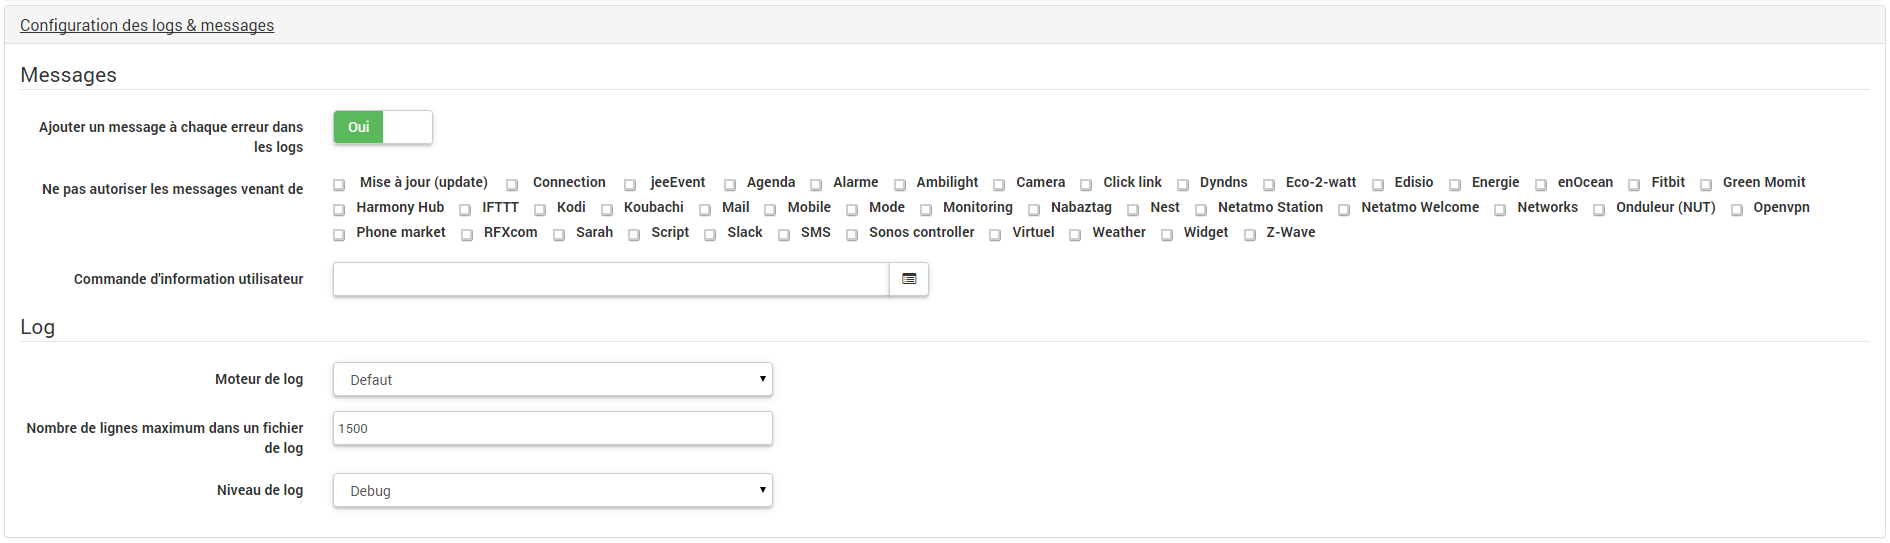 Configuration des logs & messages
Messages
Ajouter un message à chaque erreur dans
les logs
Oui
Ne pas autoriser les messages venant de
Mise à jour (update) Connection jeeEvent Agenda Alarme Ambilight Camera Click link Dyndns Eco-2-watt Edisio Energie enOcean Fitbit Green Momit
Harmony Hub IFTTT Kodi Koubachi Mail Mobile Mode Monitoring Nabaztag Nest Netatmo Station Netatmo Welcome Networks Onduleur (NUT) Openvpn
Phone market RFXcom Sarah Script Slack SMS Sonos controller Virtuel Weather Widget Z-Wave
Commande d'information utilisateur
Log
Moteur de log
Defaut
Nombre de lignes maximum dans un fichier
de log
1500
Niveau de log
Debug